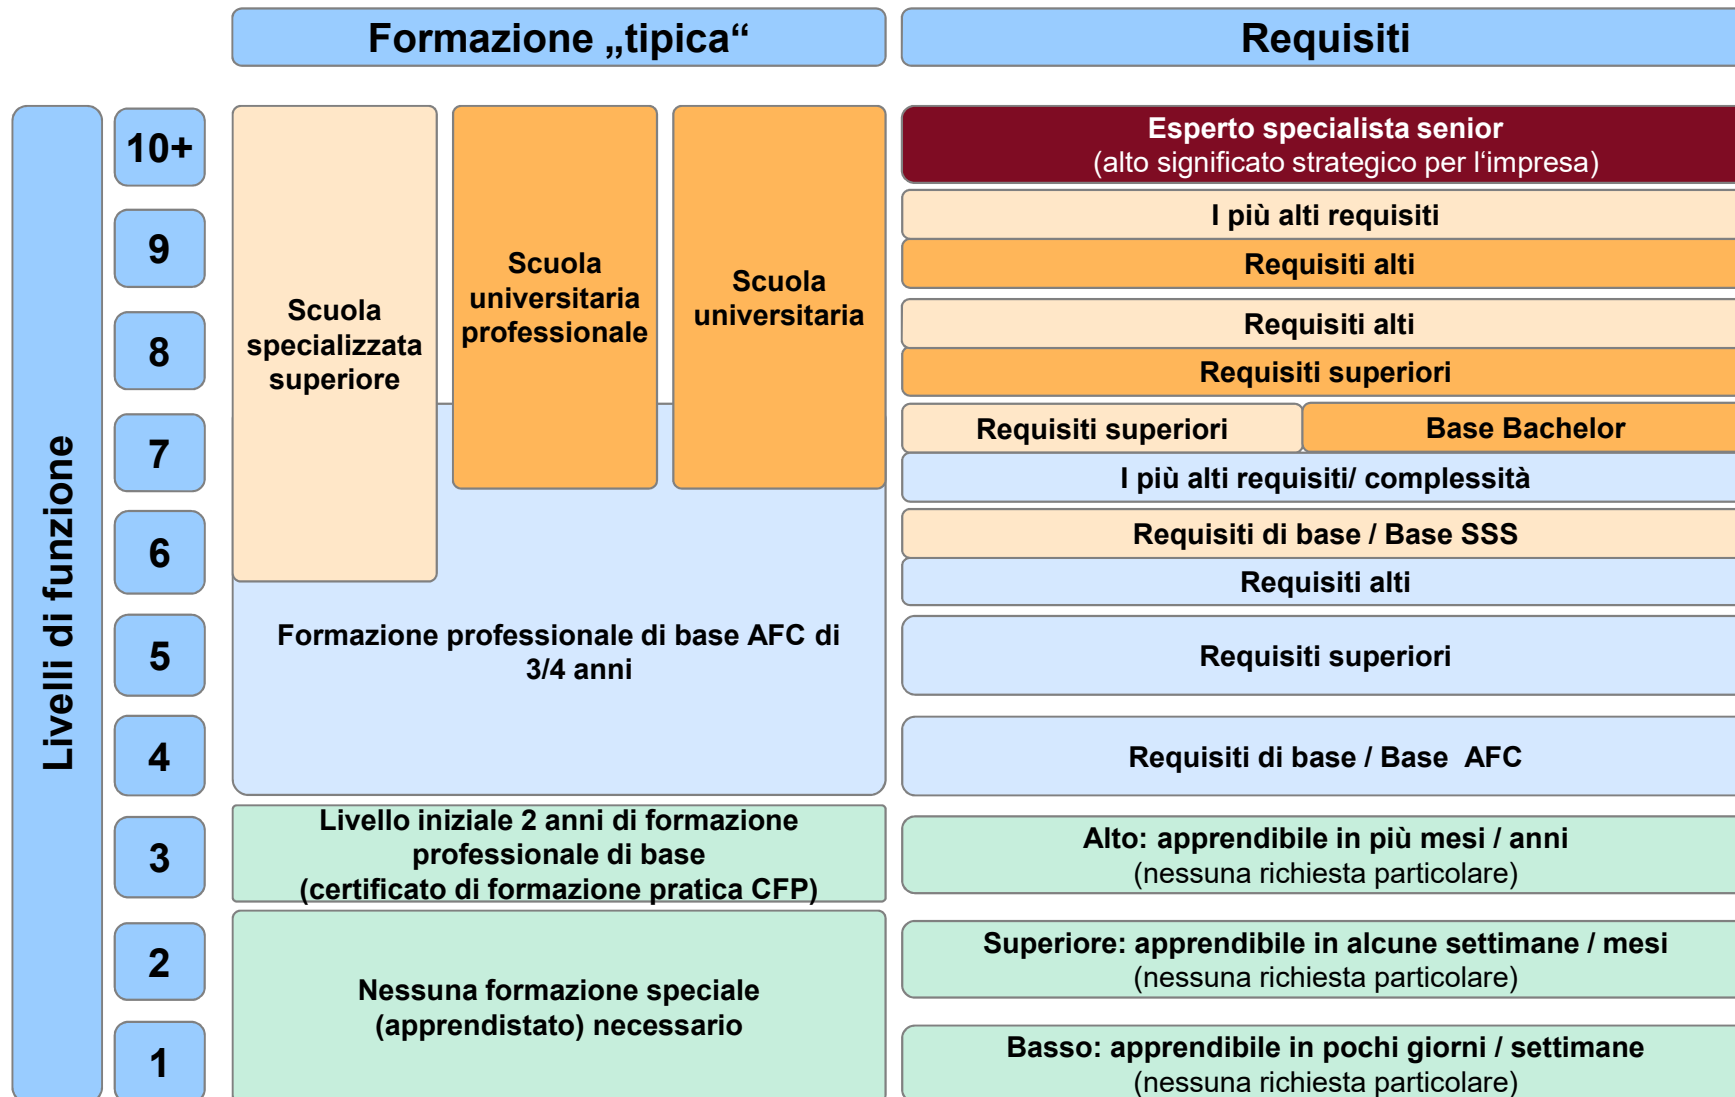 Formazione „tipica“
Requisiti
Livelli di funzione
10+
9
8
7
6
5
4
3
2
1
Scuola
specializzata
superiore
Scuola
universitaria
professionale
Scuola
universitaria
Formazione professionale di base AFC di
3/4 anni
Livello iniziale 2 anni di formazione
professionale di base
(certificato di formazione pratica CFP)
Nessuna formazione speciale
(apprendistato) necessario
Esperto specialista senior
(alto significato strategico per l‘impresa)
I più alti requisiti
Requisiti alti
Requisiti alti
Requisiti superiori
Requisiti superiori
Base Bachelor
I più alti requisiti/ complessità
Requisiti di base / Base SSS
Requisiti alti
Requisiti superiori
Requisiti di base / Base AFC
Alto: apprendibile in più mesi / anni
(nessuna richiesta particolare)
Superiore: apprendibile in alcune settimane / mesi
(nessuna richiesta particolare)
Basso: apprendibile in pochi giorni / settimane
(nessuna richiesta particolare)